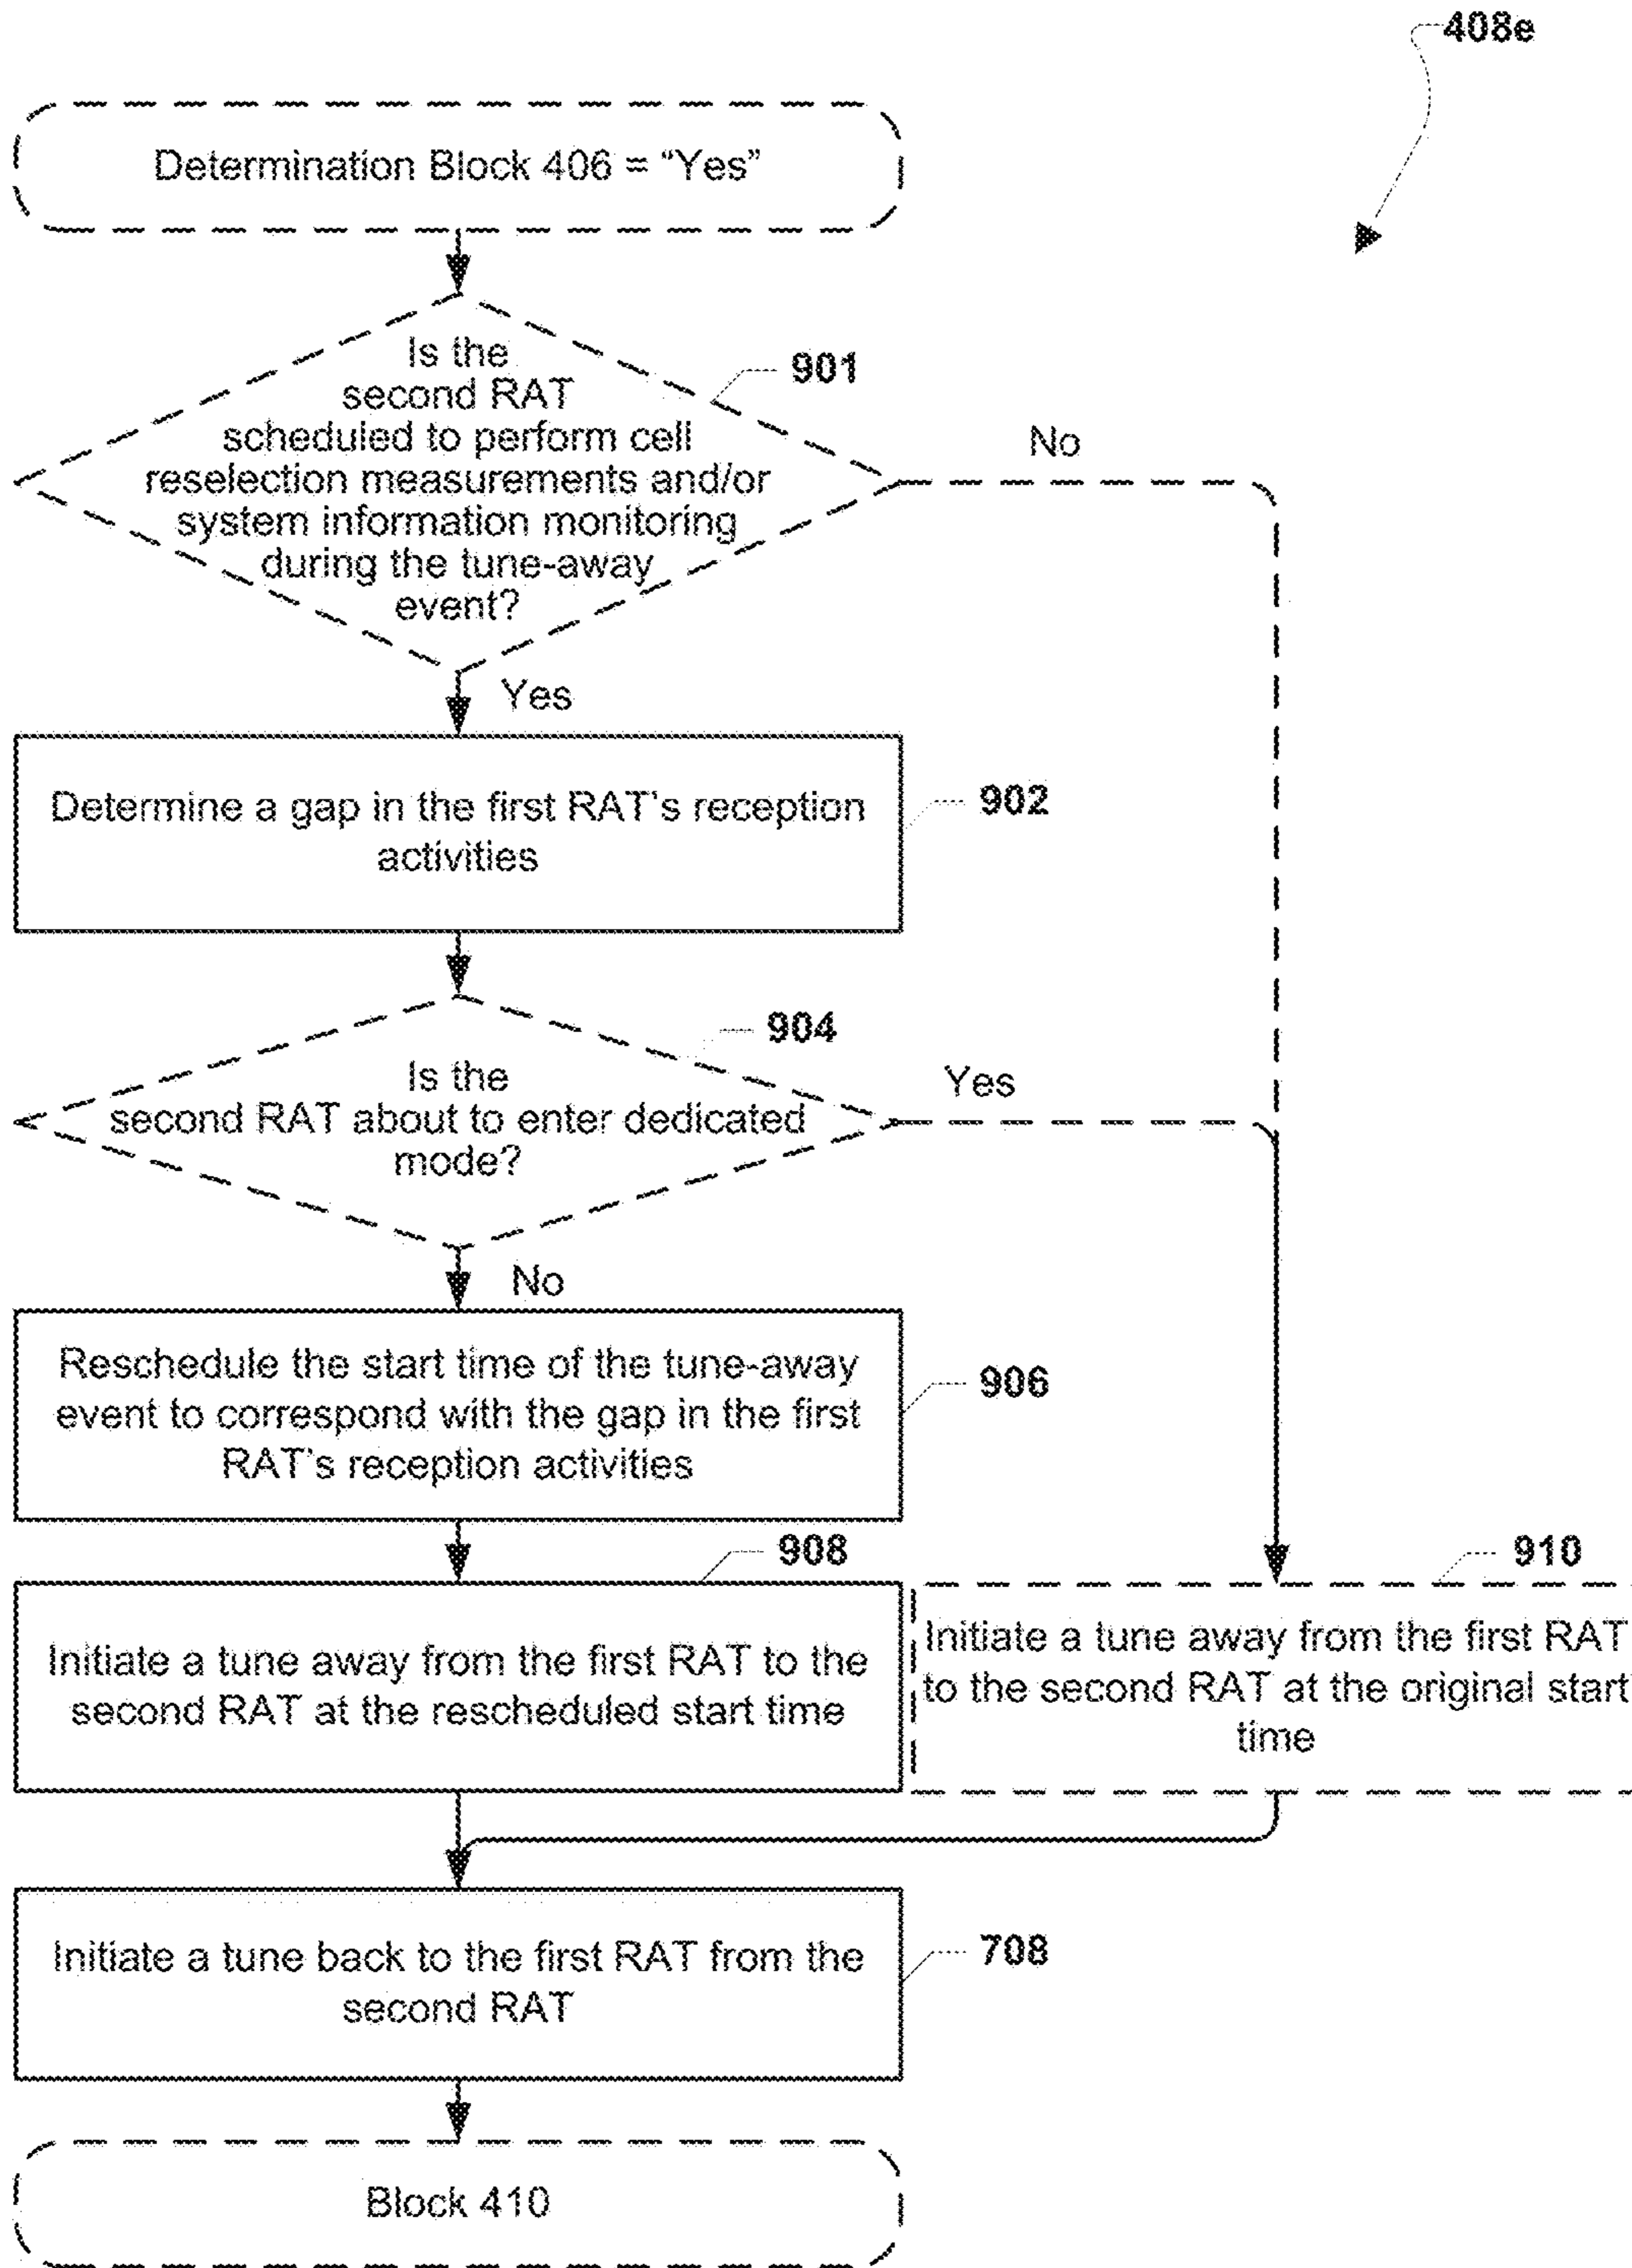 408e
Determination Block 406 = “Yes”
Is the
second RAT
scheduled to perform cell
reselection measurements and/or
system information monitoring
during the tune-away
event?
901
No
Yes
Determine a gap in the first RAT’s reception
activities
902
Is the
second RAT about to enter dedicated
mode?
904
Yes
No
Reschedule the start time of the tune-away
event to correspond with the gap in the first
RAT’s reception activities
906
908
Initiate a tune away from the first RAT to the
second RAT at the rescheduled start time
910
Initiate a tune away from the first RAT
to the second RAT at the original start
time
Initiate a tune back to the first RAT from the
second RAT
708
Block 410